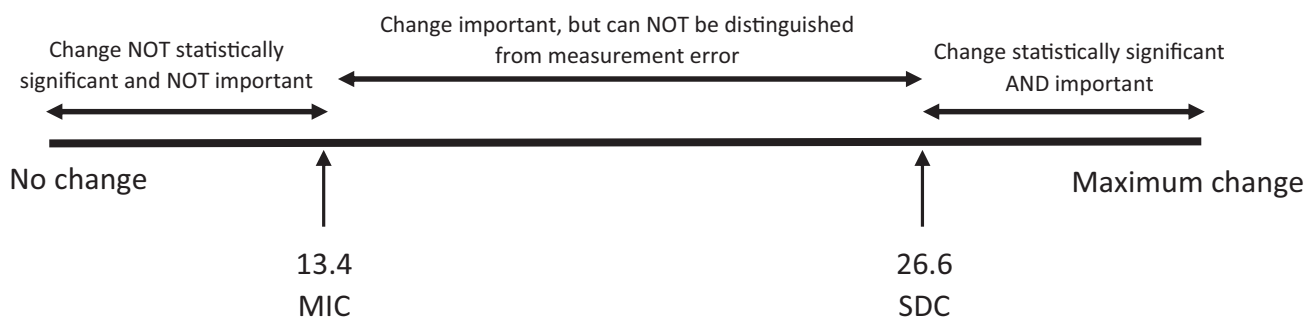 Change NOT statistically
significant and NOT important
Change important, but can NOT be distinguished
from measurement error
Change statistically significant
AND important
No change
Maximum change
13.4
MIC
26.6
SDC